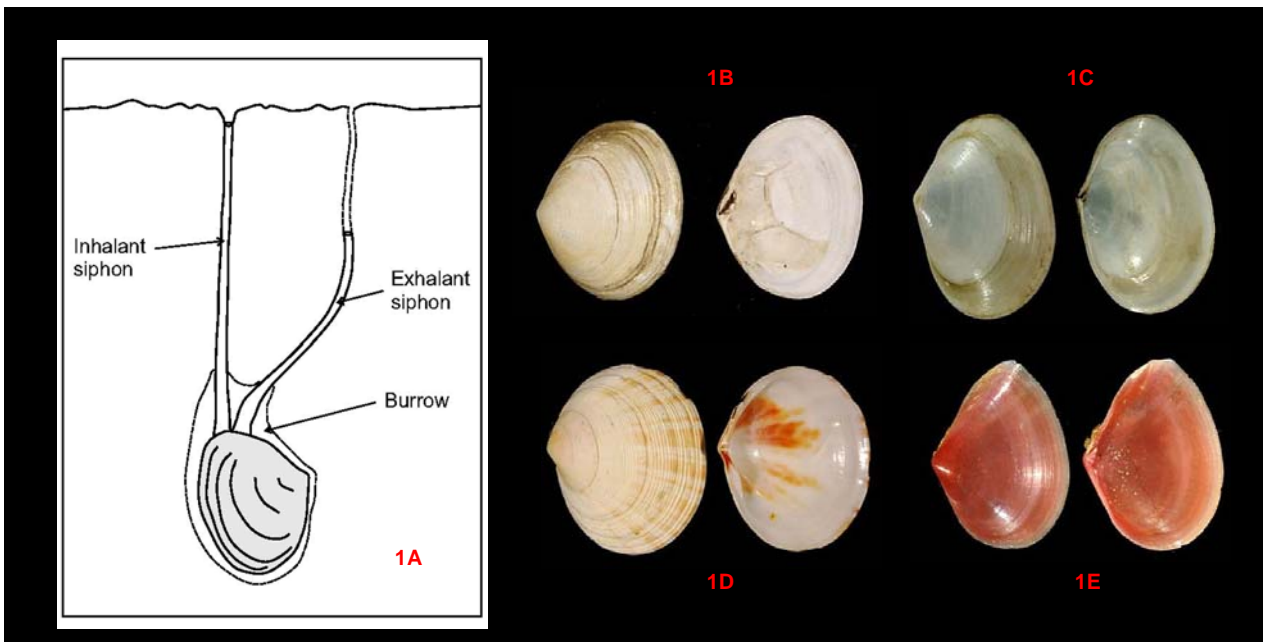 1B
1C
Inhalant
siphon
Exhalant
siphon
Burrow
1A
1D
1E